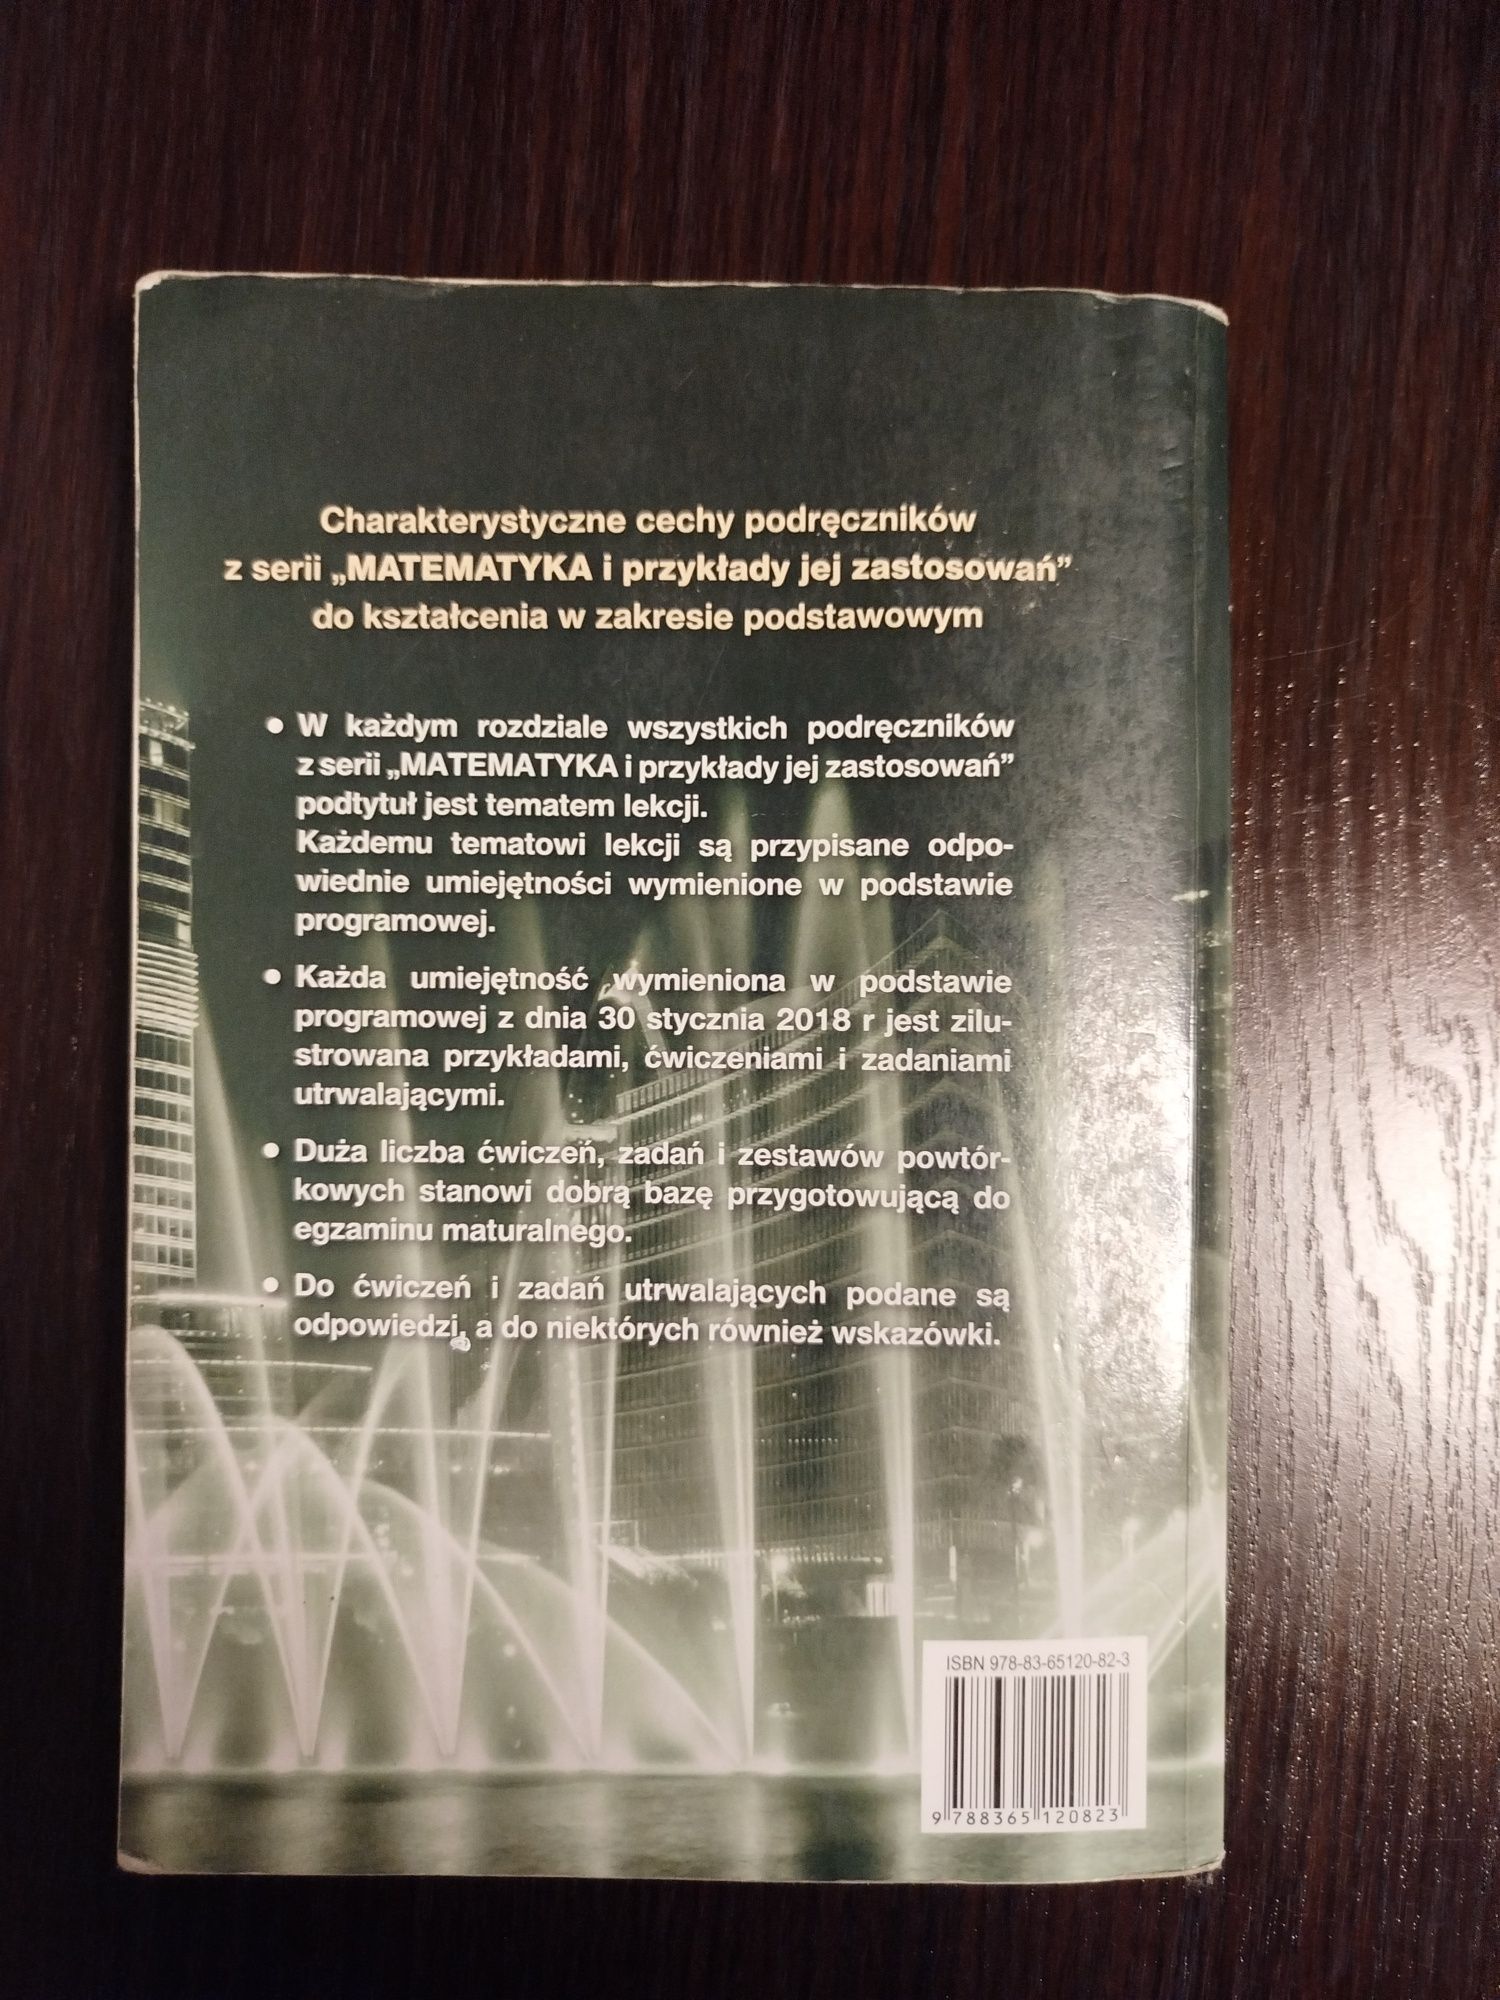 Charakterystyczne cechy podręczników
z serii „MATEMATYKA i przykłady jej zastosowań”
do kształcenia w zakresie podstawowym
• W każdym rozdziale wszystkich podręczników
z serii „MATEMATYKA i przykłady jej zastosowań”
podtytuł jest tematem lekcji.
Każdemu tematowi lekcji są przypisane odpo-
wiednie umiejętności wymienione w podstawie
programowej.
• Każda umiejętność wymieniona w podstawie
programowej z dnia 30 stycznia 2018 r jest zilu-
strowana przykładami, ćwiczeniami i zadaniami
utrwalającymi.
• Duża liczba ćwiczeń, zadań i zestawów powtór-
kowych stanowi dobrą bazę przygotowującą do
egzaminu maturalnego.
• Do ćwiczeń i zadań utrwalających podane są
odpowiedzi, a do niektórych również wskazówki.
ISBN 978-83-65120-82-3
9 788365 120823